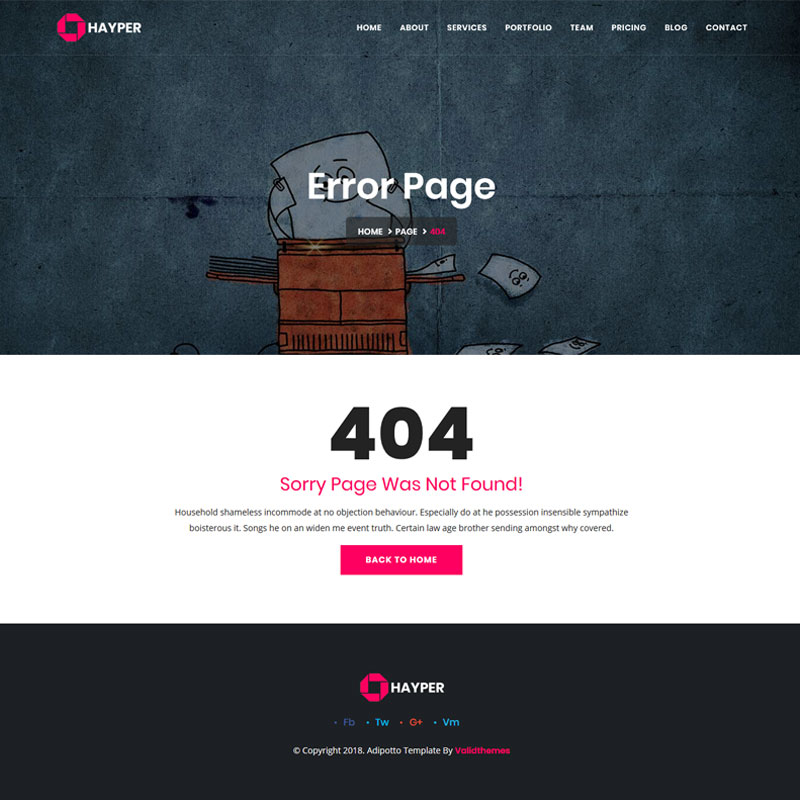 HAYPER
HOME ABOUT SERVICES PORTFOLIO TEAM PRICING BLOG CONTACT
Error Page
HOME > PAGE > 404
404
Sorry Page Was Not Found!
Household shameless incommode at no objection behaviour. Especially do at he possession insensible sympathize
boisterous it. Songs he on an widen me event truth. Certain law age brother sending amongst why covered.
BACK TO HOME
HAYPER
• Fb • Tw • G+ • Vm
© Copyright 2018. Adipotto Template By Validthemes